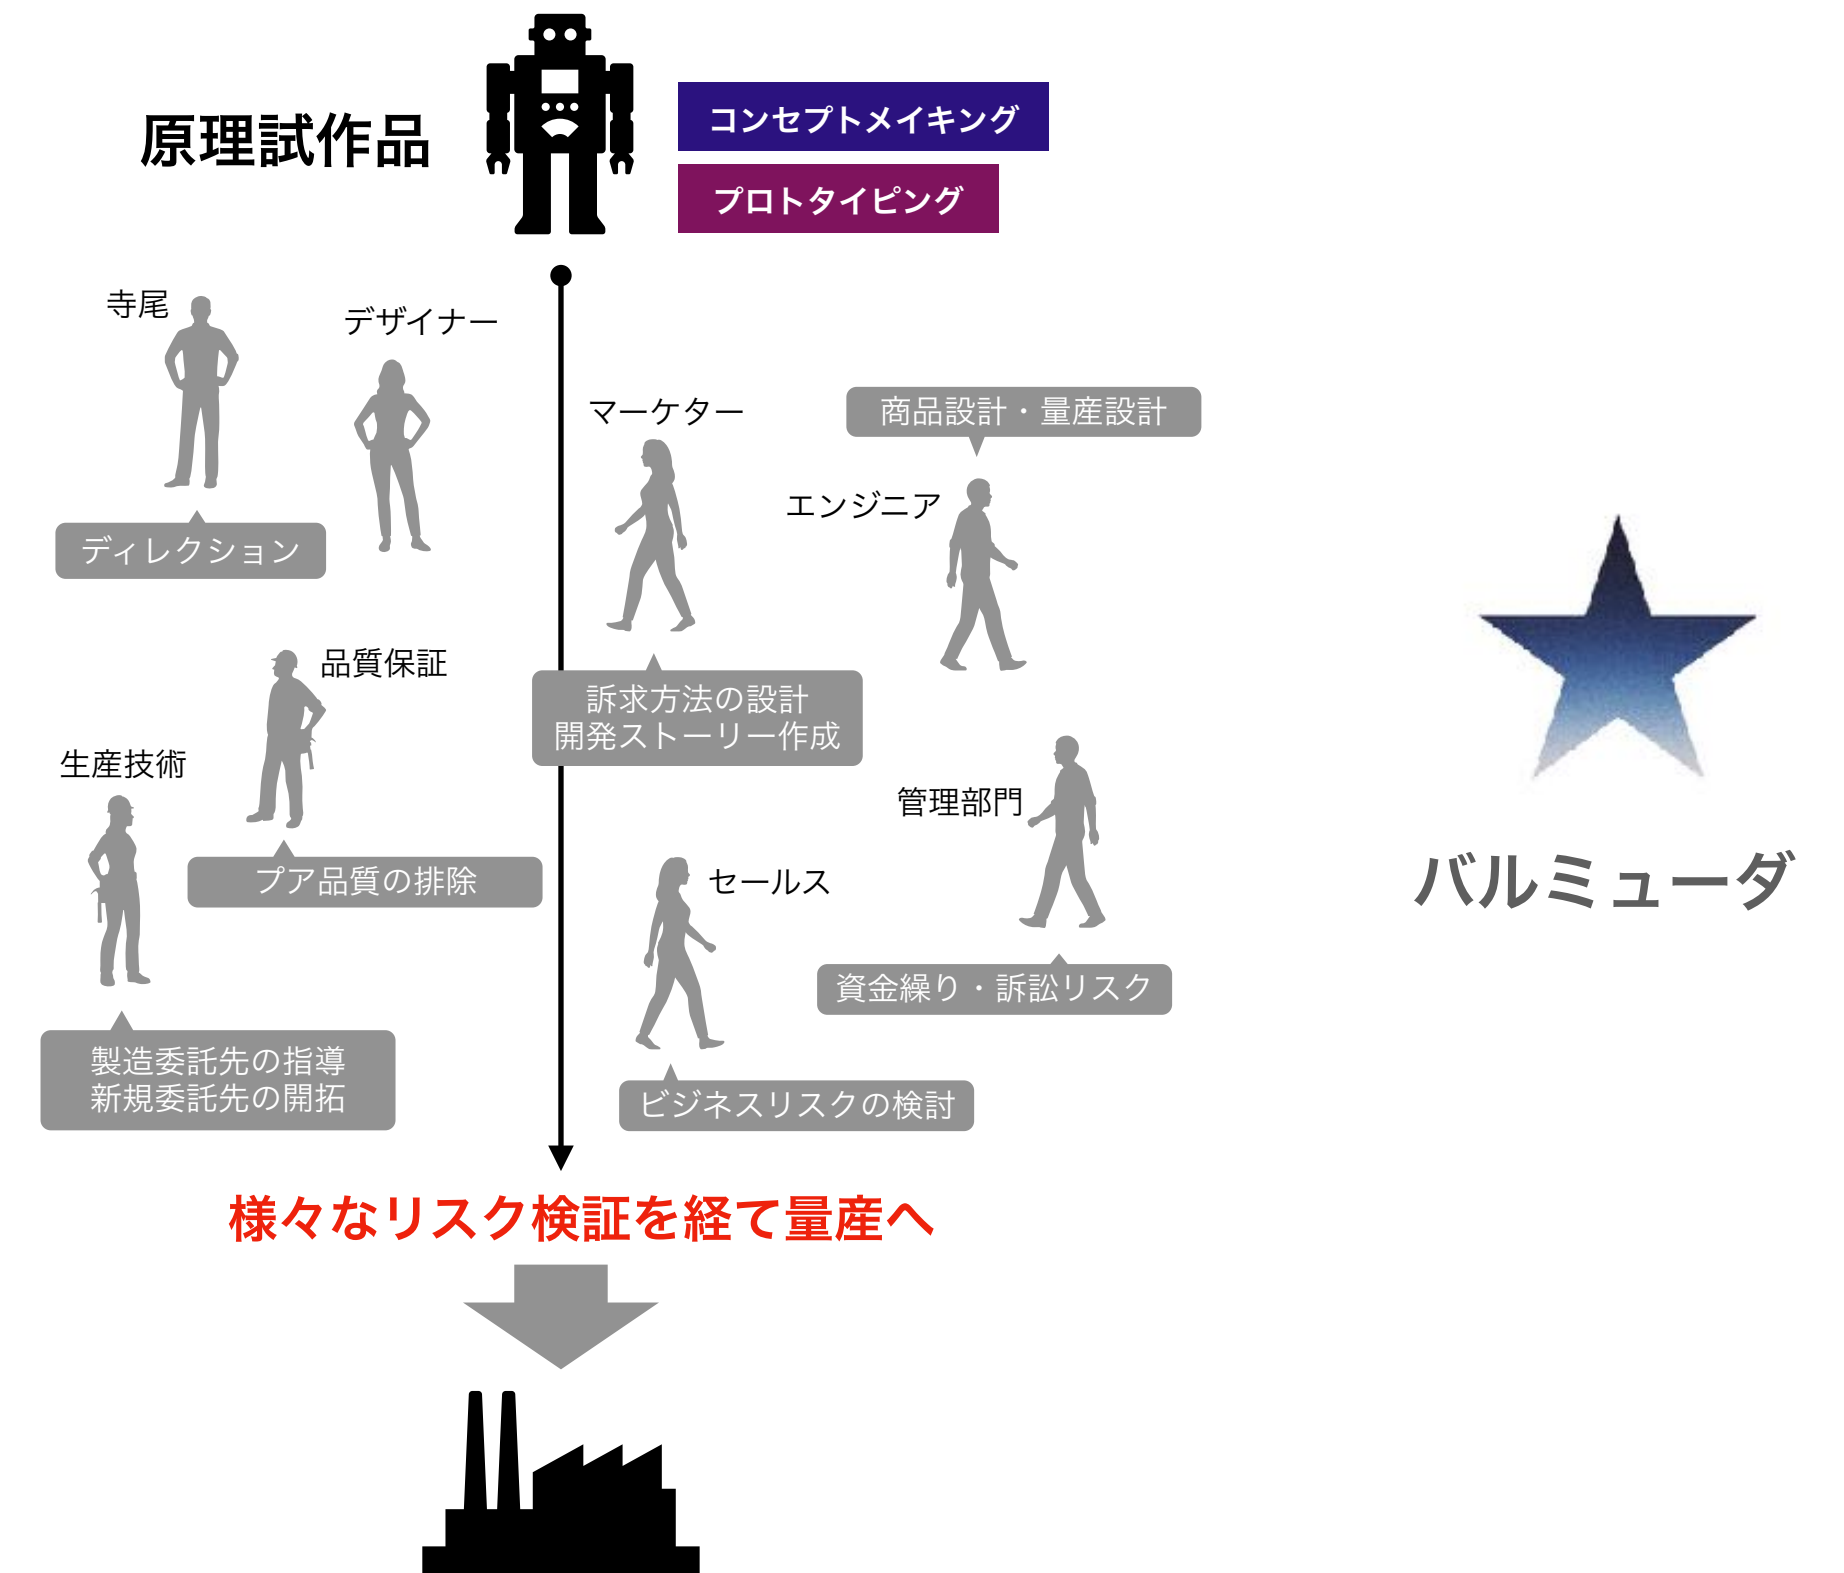 原理試作品
コンセプトメイキング
プロトタイピング
寺尾
デザイナー
ディレクション
マーケター
商品設計・量産設計
エンジニア
品質保証
訴求方法の設計
開発ストーリー作成
生産技術
管理部門
プア品質の排除
セールス
資金繰り・訴訟リスク
製造委託先の指導
新規委託先の開拓
ビジネスリスクの検討
様々なリスク検証を経て量産へ
バルミューダ